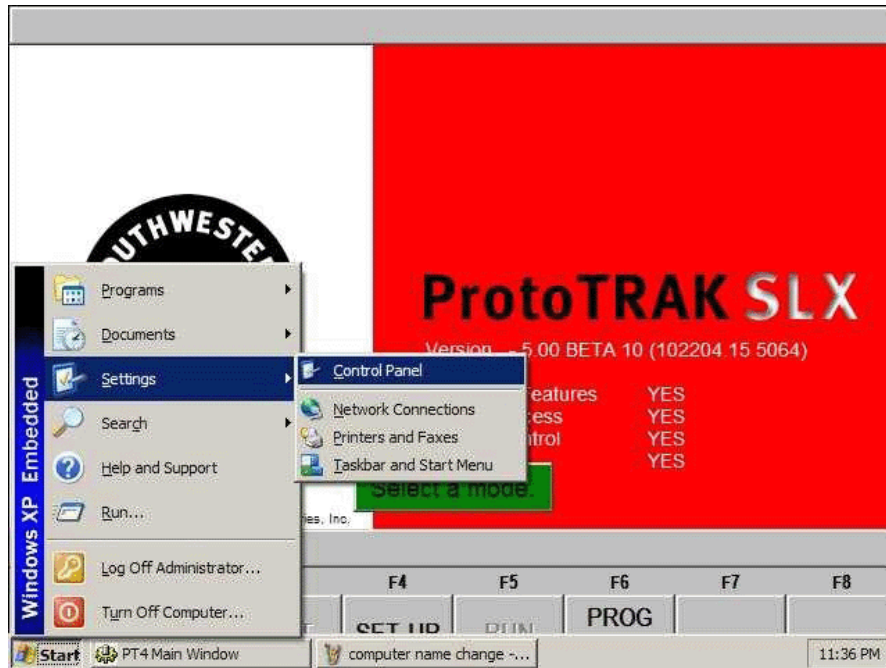 OUTHWESTE
ProtoTRAK SLX
Version - 5.00 BETA 10 (102204.15 5064)
eatures YES
cess YES
ntrol YES
YES
Select a mode.
ies, Inc.
Windows XP Embedded
Programs
Documents
Settings
Search
Help and Support
Run...
Log Off Administrator...
Turn Off Computer...
Control Panel
Network Connections
Printers and Faxes
Taskbar and Start Menu
F4 F5 F6 F7 F8
SET UP RUN PROG
Start PT4 Main Window computer name change -... 11:36 PM